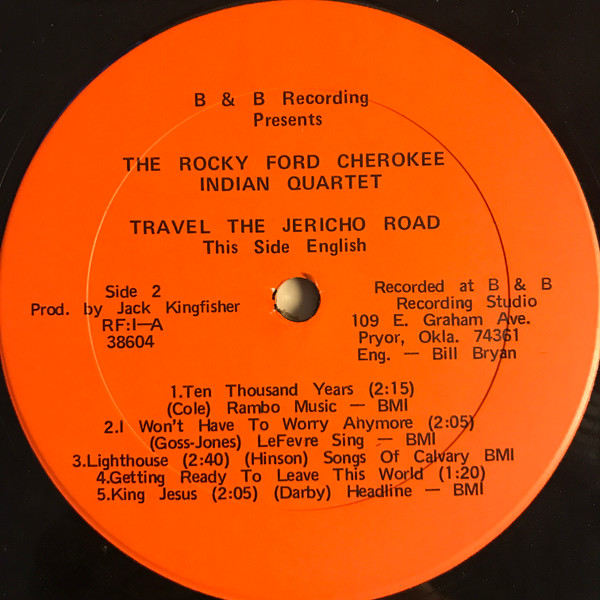 B & B Recording
Presents
THE ROCKY FORD CHEROKEE
INDIAN QUARTET
TRAVEL THE JERICHO ROAD
This Side English
Side 2
Prod. by Jack Kingfisher
RF:I—A
38604
Recorded at B & B
Recording Studio
109 E. Graham Ave.
Pryor, Okla. 74361
Eng. — Bill Bryan
1.Ten Thousand Years (2:15)
(Cole) Rambo Music — BMI
2.I Won't Have To Worry Anymore (2:05)
(Goss-Jones) LeFevre Sing — BMI
3.Lighthouse (2:40) (Hinson) Songs Of Calvary BMI
4.Getting Ready To Leave This World (1:20)
5.King Jesus (2:05) (Darby) Headline — BMI